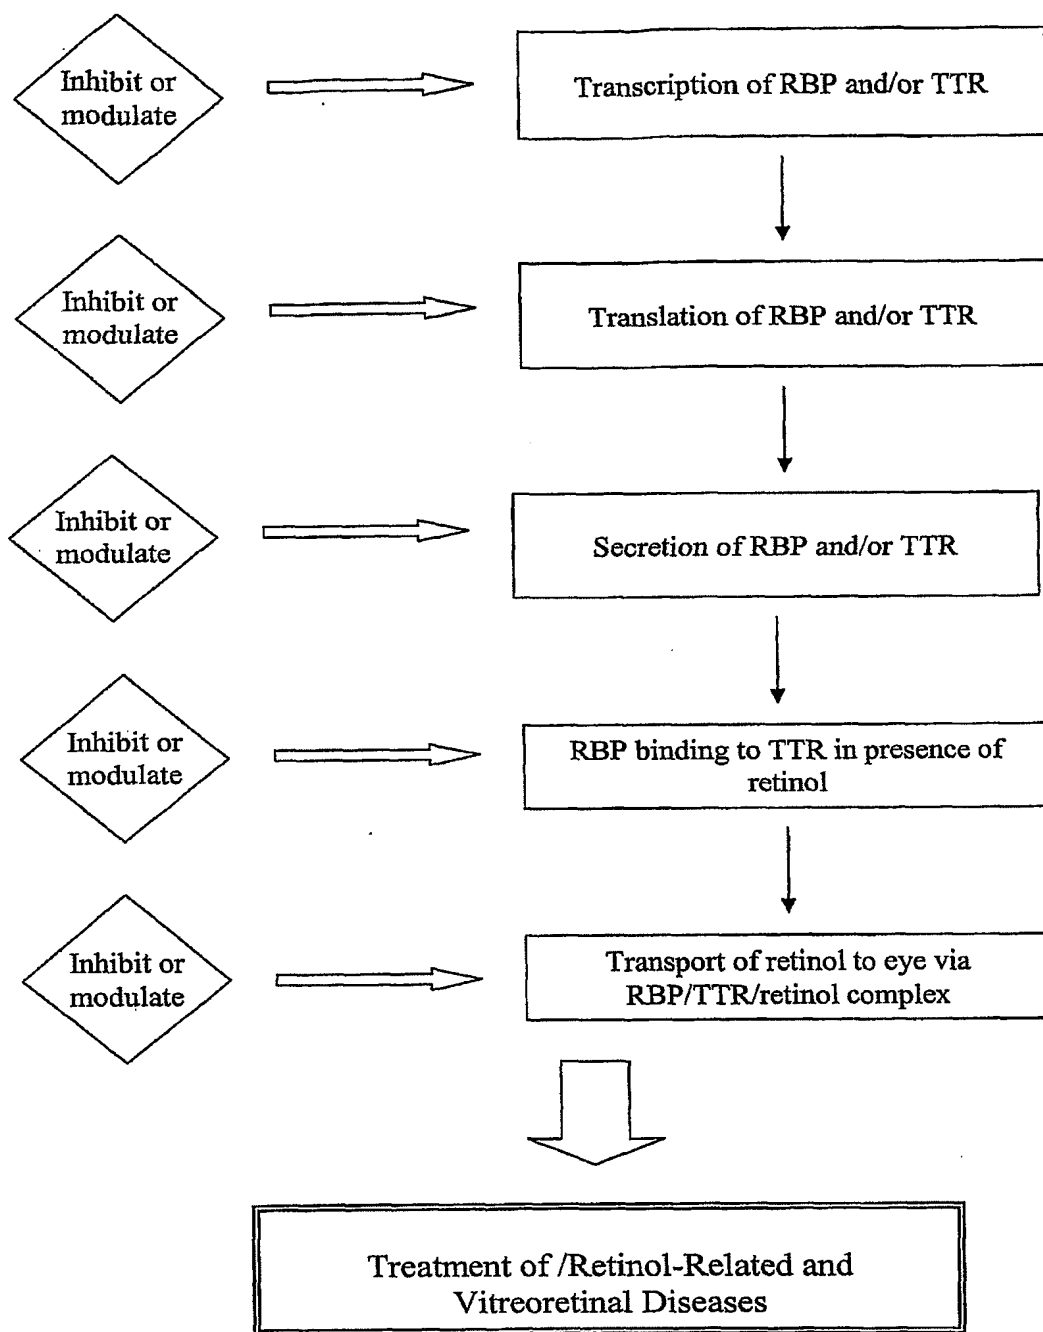 Inhibit or
modulate
Transcription of RBP and/or TTR
Inhibit or
modulate
Translation of RBP and/or TTR
Inhibit or
modulate
Secretion of RBP and/or TTR
Inhibit or
modulate
RBP binding to TTR in presence of
retinol
Inhibit or
modulate
Transport of retinol to eye via
RBP/TTR/retinol complex
Treatment of /Retinol-Related and
Vitreoretinal Diseases